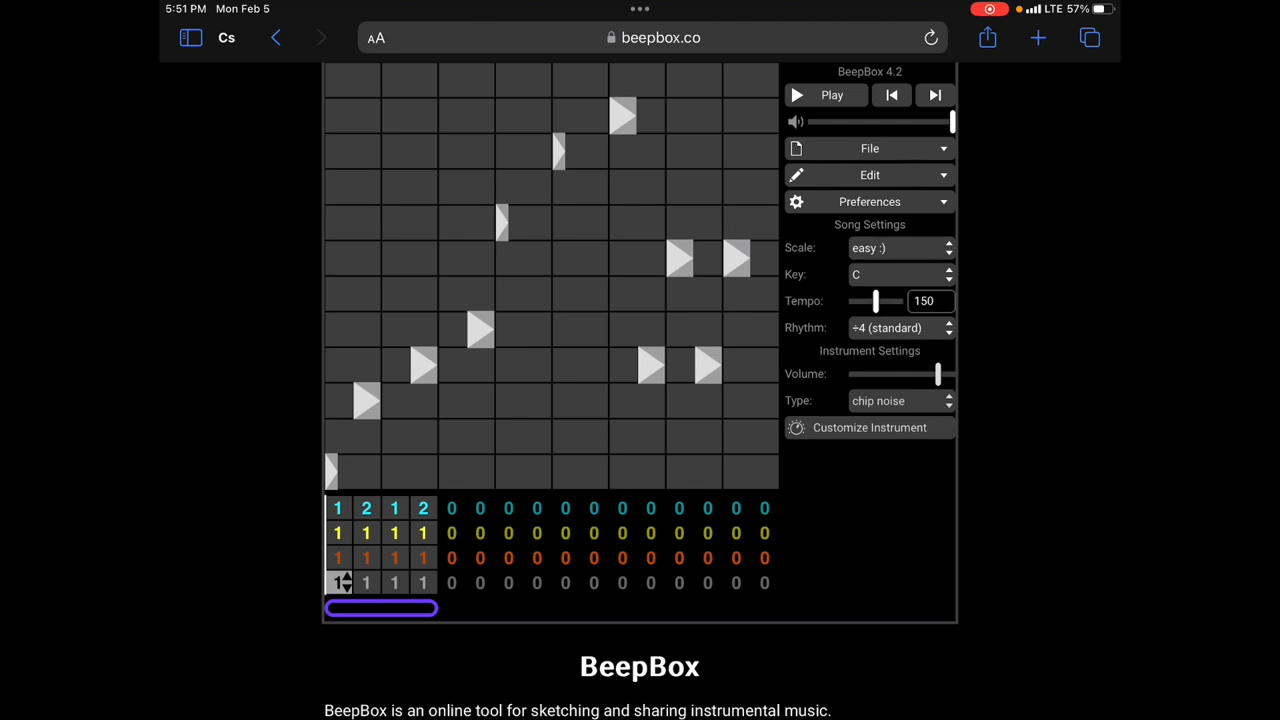 5:51 PM Mon Feb 5
LTE 57%
Cs
AA
beepbox.co
BeepBox 4.2
Play
File
Edit
Preferences
Song Settings
Scale: easy :)
Key: C
Tempo: 150
Rhythm: ÷4 (standard)
Instrument Settings
Volume:
Type: chip noise
Customize Instrument
1 2 1 2 0 0 0 0 0 0 0 0 0 0 0 0
1 1 1 1 0 0 0 0 0 0 0 0 0 0 0 0
1 1 1 1 0 0 0 0 0 0 0 0 0 0 0 0
1 1 1 1 0 0 0 0 0 0 0 0 0 0 0 0
BeepBox
BeepBox is an online tool for sketching and sharing instrumental music.